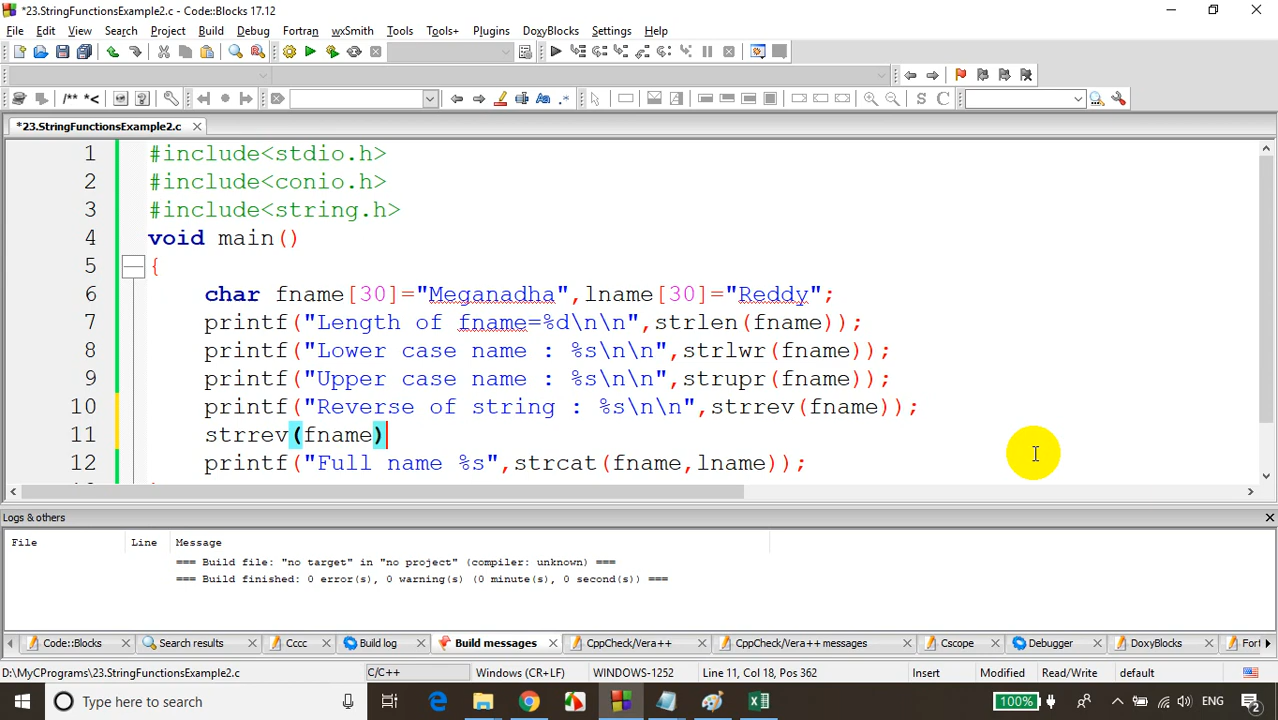 *23.StringFunctionsExample2.c - Code::Blocks 17.12
File Edit View Search Project Build Debug Fortran wxSmith Tools Tools+ Plugins DoxyBlocks Settings Help
/** *< S C
*23.StringFunctionsExample2.c
1 #include<stdio.h>
2 #include<conio.h>
3 #include<string.h>
4 void main()
5 {
6 char fname[30]="Meganadha",lname[30]="Reddy";
7 printf("Length of fname=%d\n\n",strlen(fname));
8 printf("Lower case name : %s\n\n",strlwr(fname));
9 printf("Upper case name : %s\n\n",strupr(fname));
10 printf("Reverse of string : %s\n\n",strrev(fname));
11 strrev(fname)
12 printf("Full name %s",strcat(fname,lname));
Logs & others
File Line Message
=== Build file: "no target" in "no project" (compiler: unknown) ===
=== Build finished: 0 error(s), 0 warning(s) (0 minute(s), 0 second(s)) ===
Code::Blocks Search results Cccc Build log Build messages CppCheck/Vera++ CppCheck/Vera++ messages Cscope Debugger DoxyBlocks Fort
D:\MyCPrograms\23.StringFunctionsExample2.c C/C++ Windows (CR+LF) WINDOWS-1252 Line 11, Col 18, Pos 362 Insert Modified Read/Write default
Type here to search 100% ENG 2